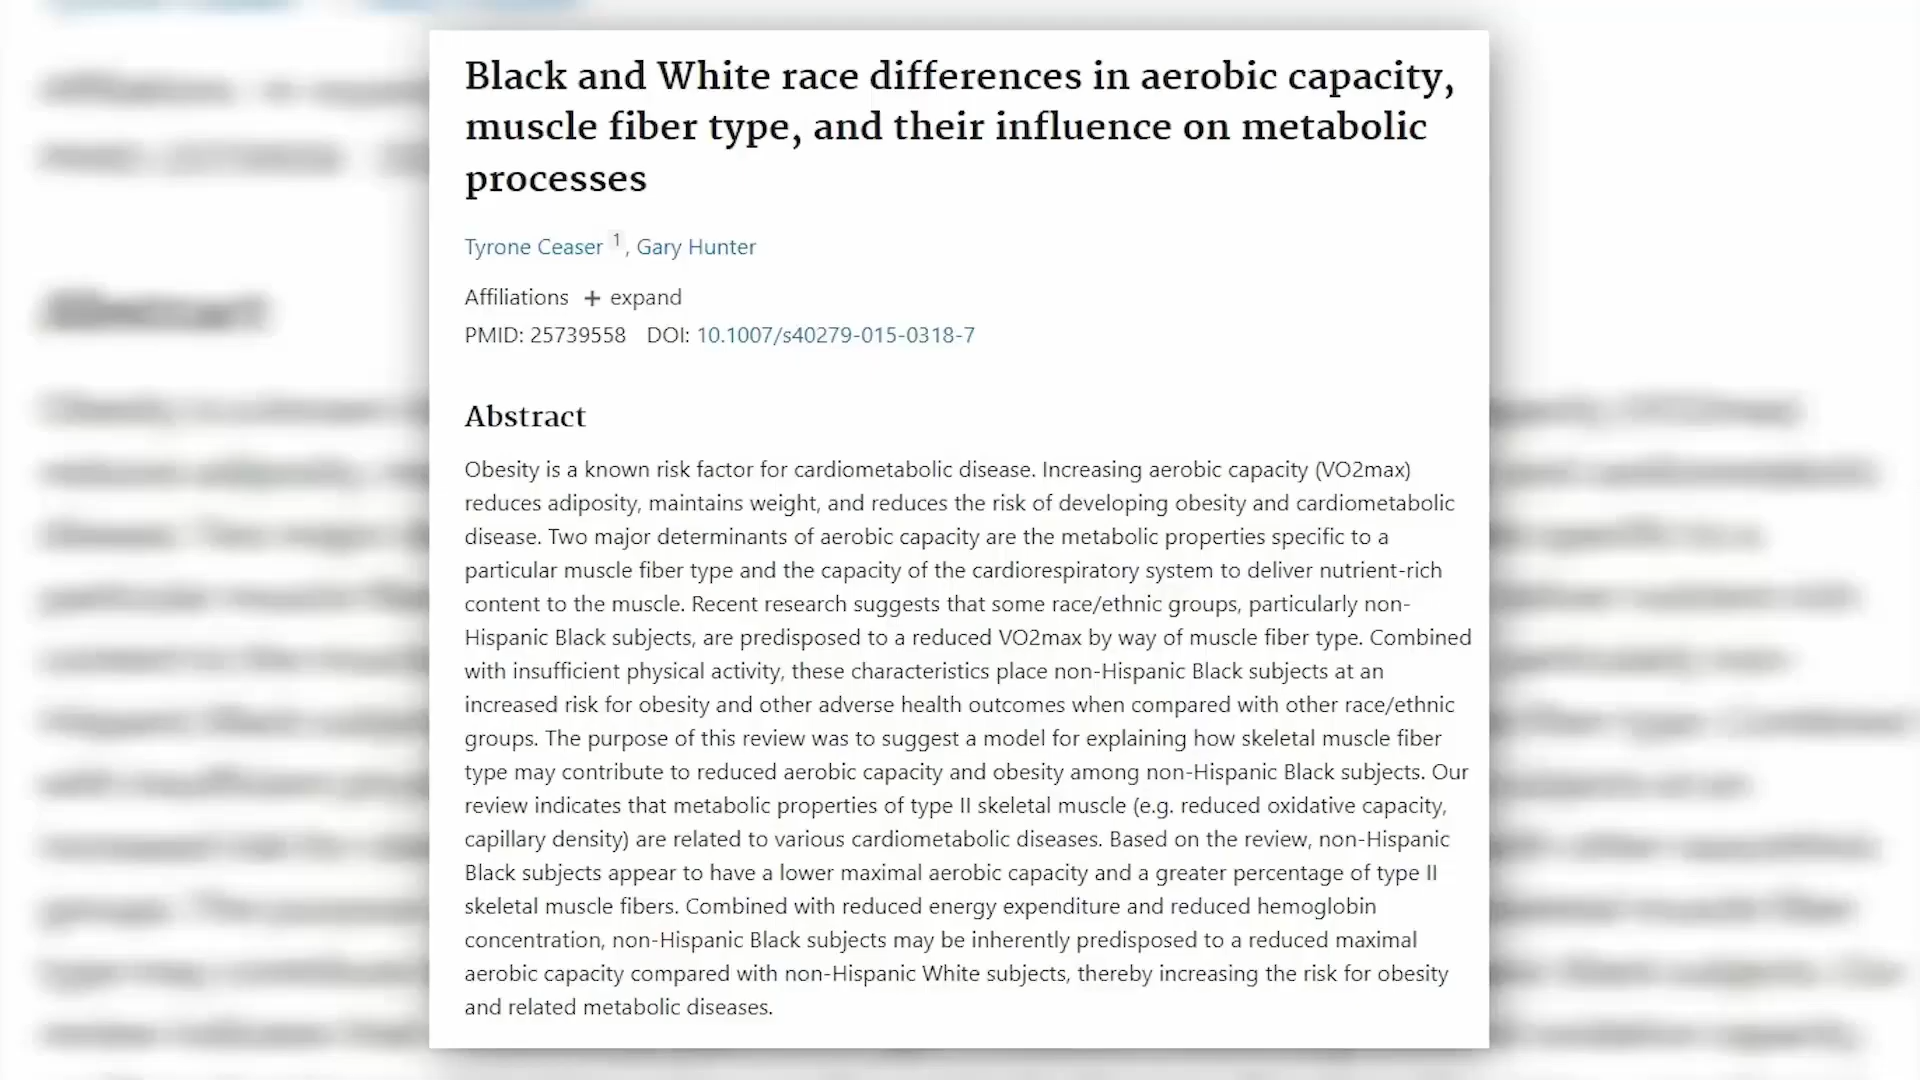 Black and White race differences in aerobic capacity,
muscle fiber type, and their influence on metabolic
processes
Tyrone Ceaser 1, Gary Hunter
Affiliations + expand
PMID: 25739558 DOI: 10.1007/s40279-015-0318-7
Abstract
Obesity is a known risk factor for cardiometabolic disease. Increasing aerobic capacity (VO2max)
reduces adiposity, maintains weight, and reduces the risk of developing obesity and cardiometabolic
disease. Two major determinants of aerobic capacity are the metabolic properties specific to a
particular muscle fiber type and the capacity of the cardiorespiratory system to deliver nutrient-rich
content to the muscle. Recent research suggests that some race/ethnic groups, particularly non-
Hispanic Black subjects, are predisposed to a reduced VO2max by way of muscle fiber type. Combined
with insufficient physical activity, these characteristics place non-Hispanic Black subjects at an
increased risk for obesity and other adverse health outcomes when compared with other race/ethnic
groups. The purpose of this review was to suggest a model for explaining how skeletal muscle fiber
type may contribute to reduced aerobic capacity and obesity among non-Hispanic Black subjects. Our
review indicates that metabolic properties of type II skeletal muscle (e.g. reduced oxidative capacity,
capillary density) are related to various cardiometabolic diseases. Based on the review, non-Hispanic
Black subjects appear to have a lower maximal aerobic capacity and a greater percentage of type II
skeletal muscle fibers. Combined with reduced energy expenditure and reduced hemoglobin
concentration, non-Hispanic Black subjects may be inherently predisposed to a reduced maximal
aerobic capacity compared with non-Hispanic White subjects, thereby increasing the risk for obesity
and related metabolic diseases.